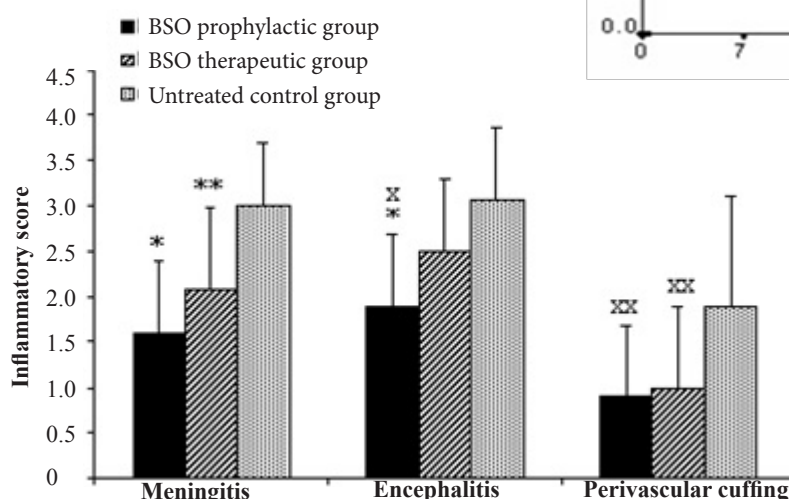 BSO prophylactic group
BSO therapeutic group
Untreated control group
0.0
0 7
Inflammatory score
4.5
4.0
3.5
3.0
2.5
2.0
1.5
1.0
0.5
0
*
**
x
*
xx
xx
Meningitis Encephalitis Perivascular cuffing